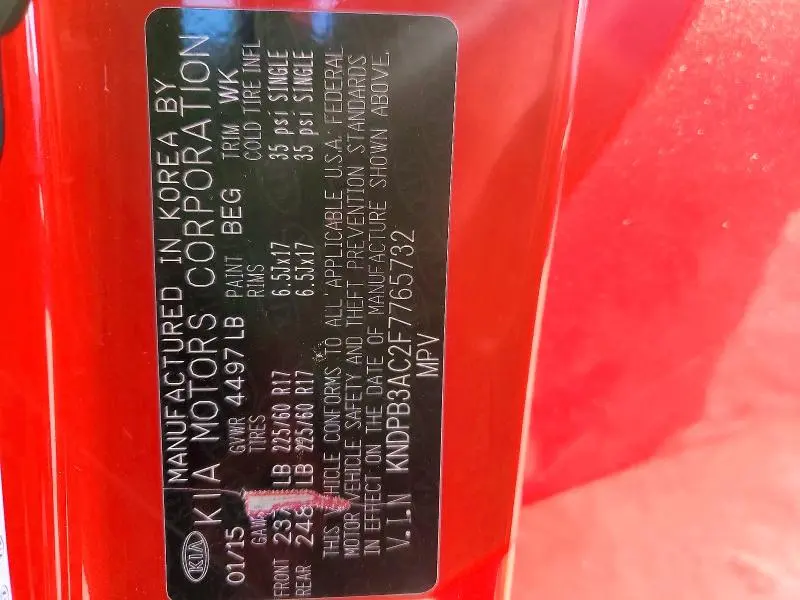 KIA MANUFACTURED IN KOREA BY
KIA MOTORS CORPORATION
01/15 GVWR 4497 LB PAINT BEG TRIM WK
TIRES RIMS COLD TIRE INFL
FRONT LB 225/60 R17 6.5Jx17 35 psi SINGLE
REAR LB 225/60 R17 6.5Jx17 35 psi SINGLE
THIS VEHICLE CONFORMS TO ALL APPLICABLE U.S.A. FEDERAL
MOTOR VEHICLE SAFETY AND THEFT PREVENTION STANDARDS
IN EFFECT ON THE DATE OF MANUFACTURE SHOWN ABOVE.
V.I.N KNDPB3AC2F7765732
MPV